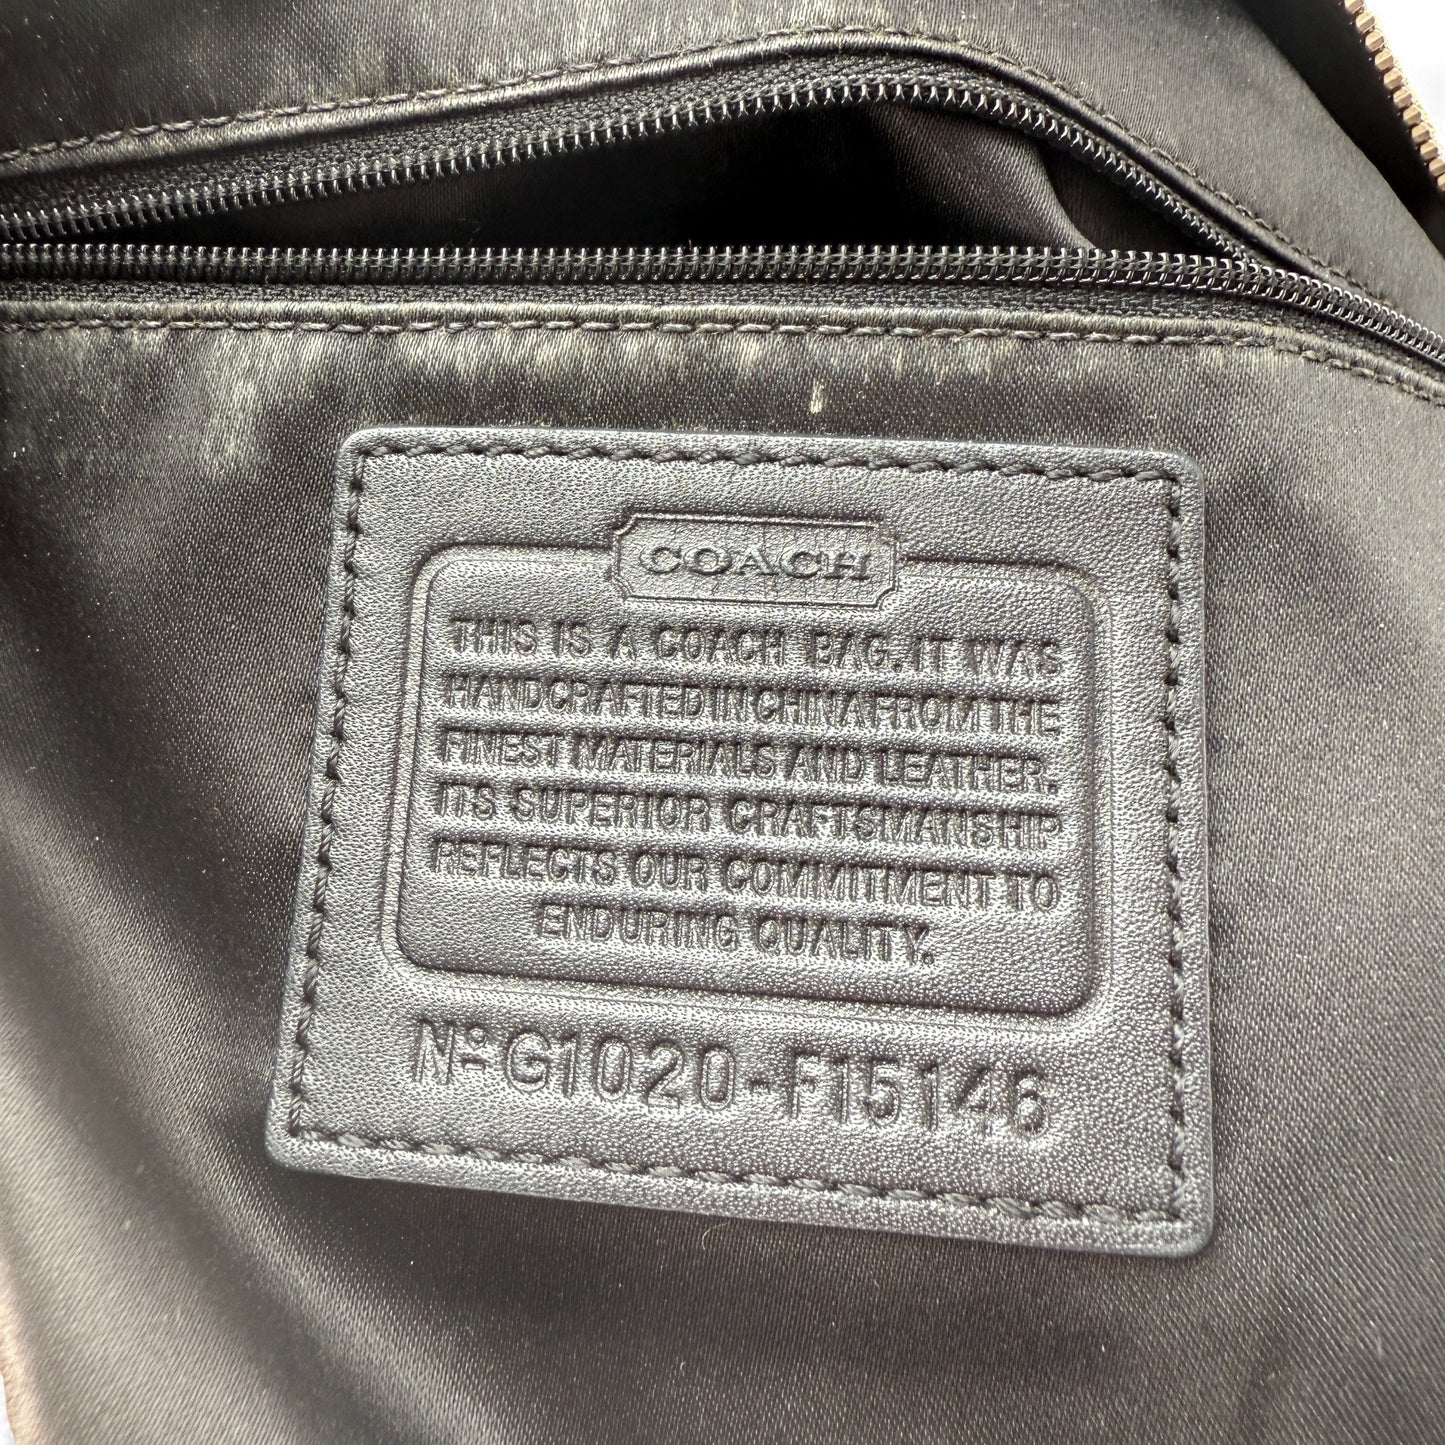 COACH
THIS IS A COACH BAG. IT WAS
HANDCRAFTED IN CHINA FROM THE
FINEST MATERIALS AND LEATHER.
ITS SUPERIOR CRAFTSMANSHIP
REFLECTS OUR COMMITMENT TO
ENDURING QUALITY.
Nº G1020-F15146